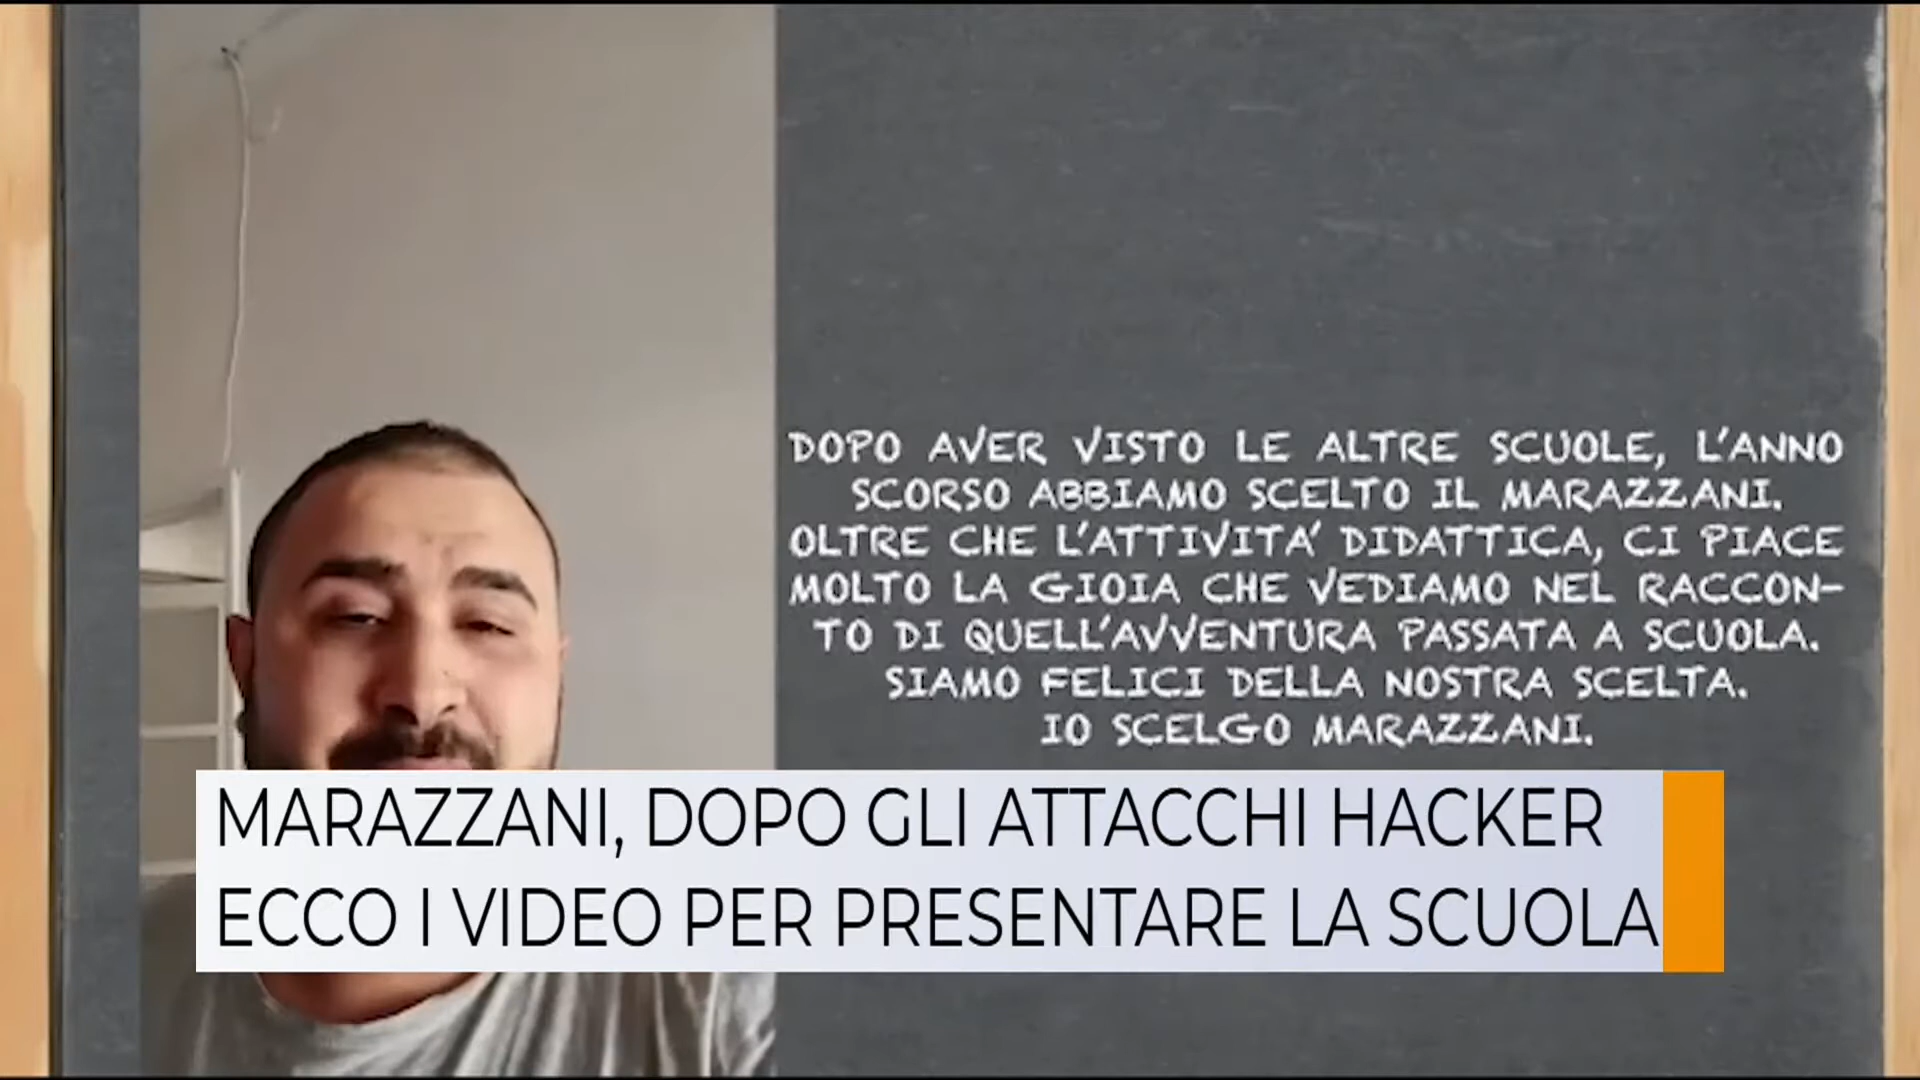 DOPO AVER VISTO LE ALTRE SCUOLE, L'ANNO
SCORSO ABBIAMO SCELTO IL MARAZZANI.
OLTRE CHE L'ATTIVITA' DIDATTICA, CI PIACE
MOLTO LA GIOIA CHE VEDIAMO NEL RACCON-
TO DI QUELL'AVVENTURA PASSATA A SCUOLA.
SIAMO FELICI DELLA NOSTRA SCELTA.
IO SCELGO MARAZZANI.
MARAZZANI, DOPO GLI ATTACCHI HACKER
ECCO I VIDEO PER PRESENTARE LA SCUOLA